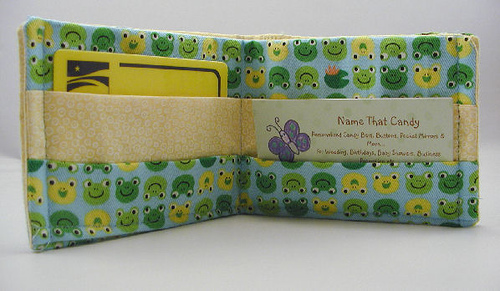 Name That Candy
Personalized Candy Bars, Buttons, Pocket Mirrors &
More...
for Wedding, Birthdays, Baby Showers, Business